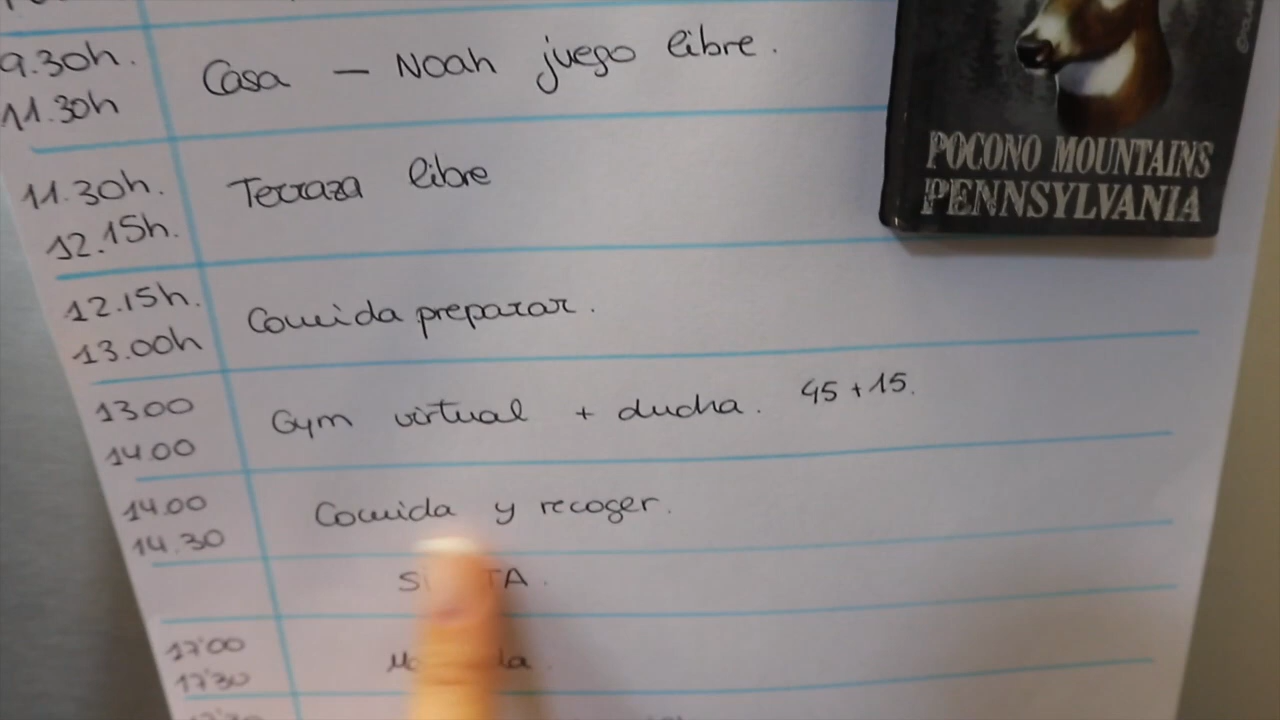 9.30h.
11.30h
Casa — Noah juego libre.
11.30h.
12.15h.
Terraza libre
12.15h.
13.00h
Comida preparar.
13.00
14.00
Gym virtual + ducha. 45 + 15.
14.00
14.30
Comida y recoger.
17'00
17'30
POCONO MOUNTAINS
PENNSYLVANIA